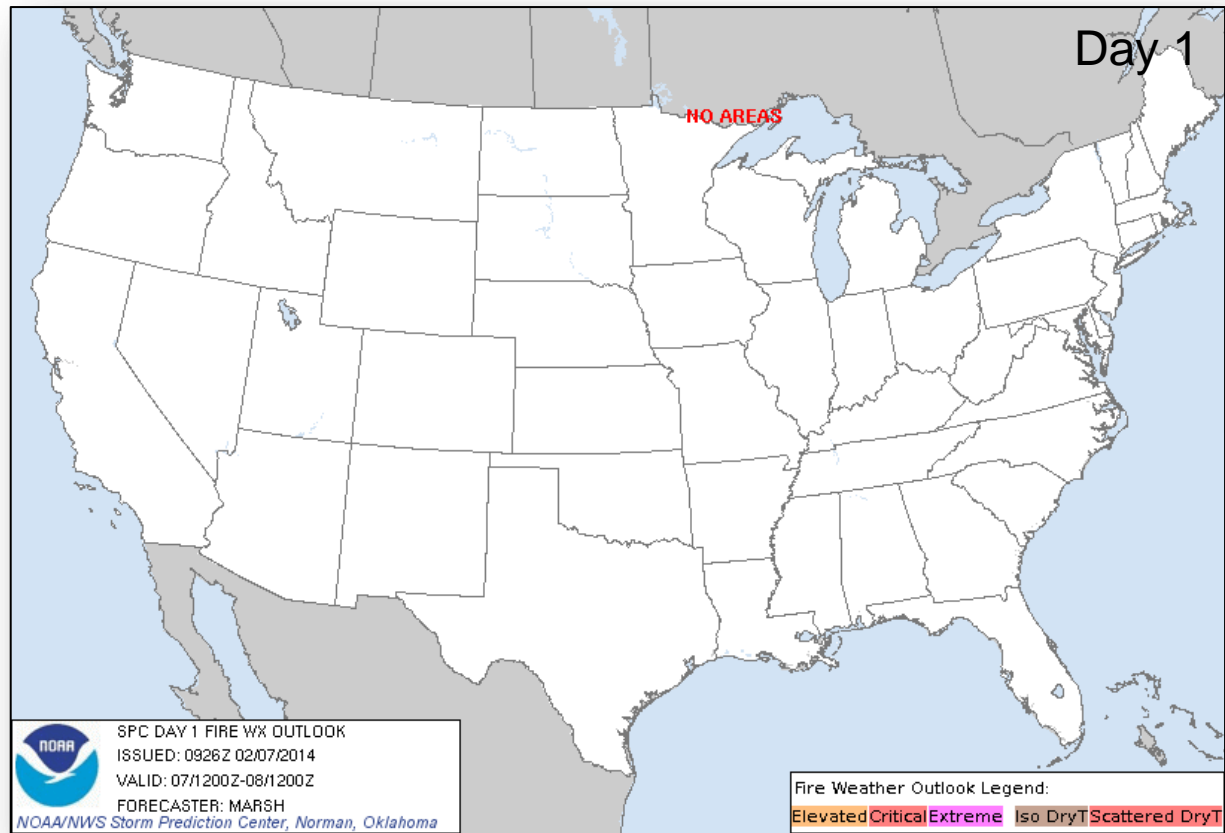 Day 1
NO AREAS
NOAA
SPC DAY 1 FIRE WX OUTLOOK
ISSUED: 0926Z 02/07/2014
VALID: 07/1200Z-08/1200Z
FORECASTER: MARSH
NOAA/NWS Storm Prediction Center, Norman, Oklahoma
Fire Weather Outlook Legend:
Elevated Critical Extreme Iso DryT Scattered DryT